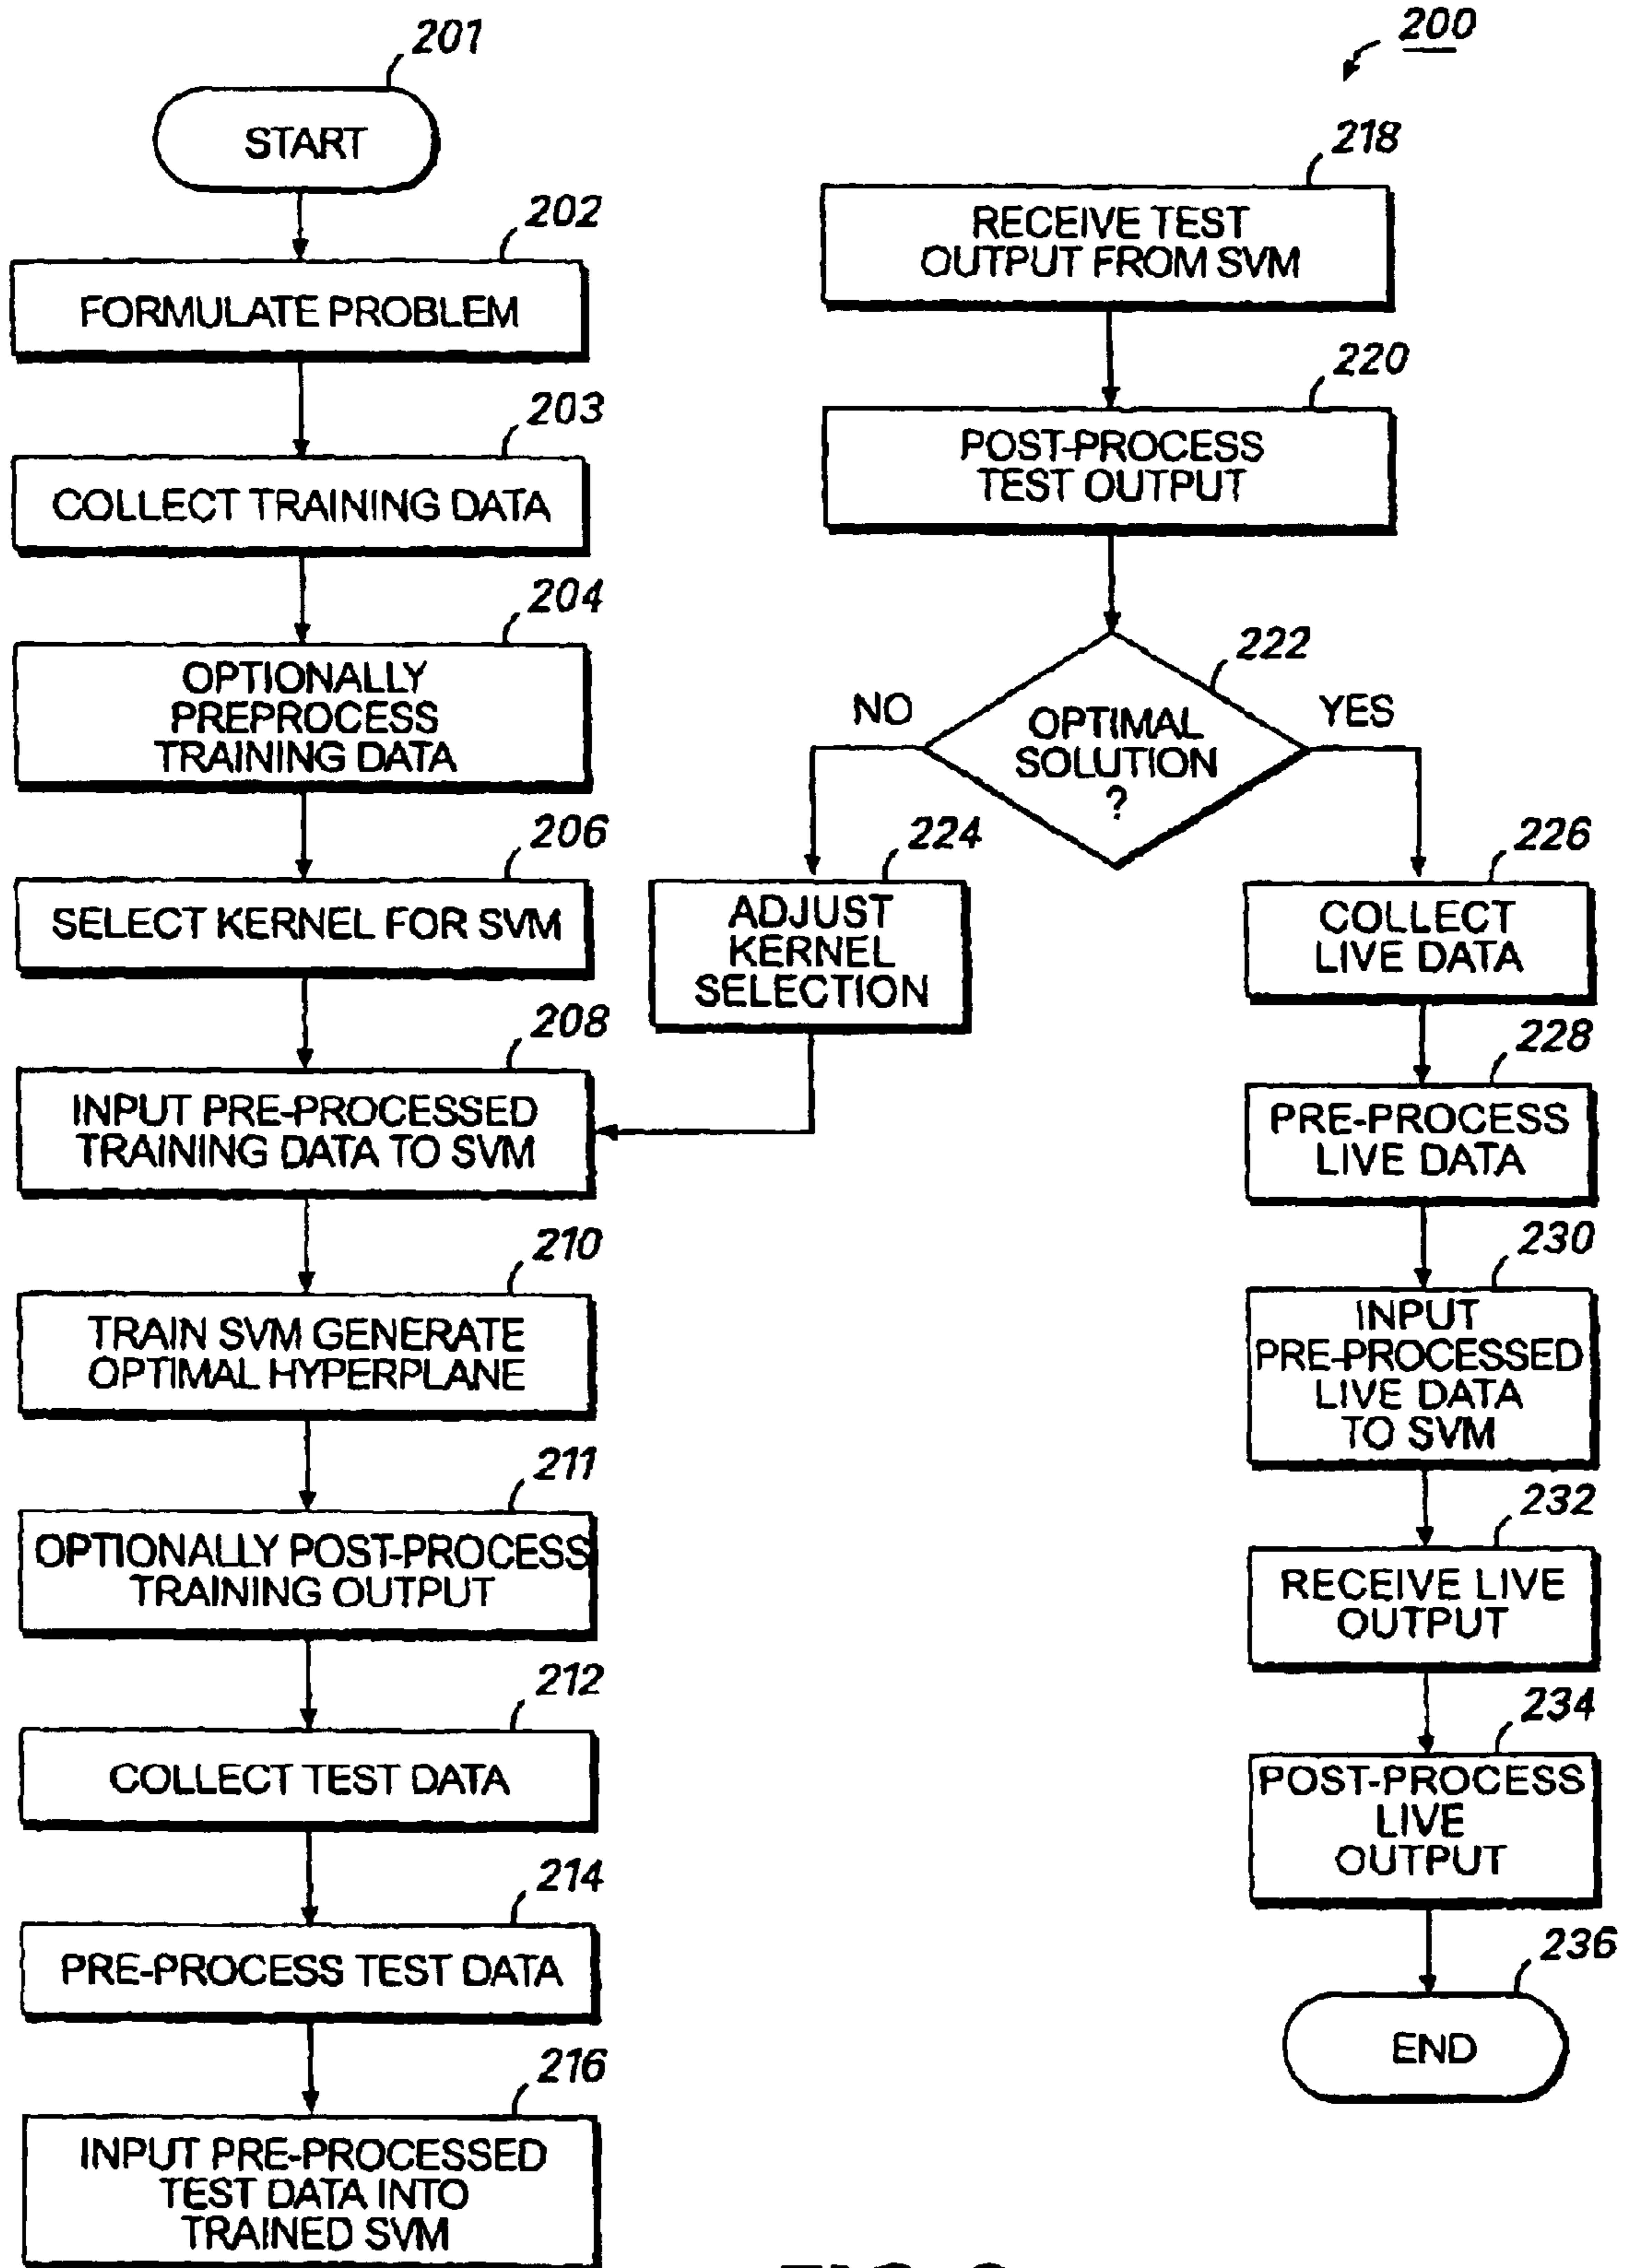 201
START
202
FORMULATE PROBLEM
203
COLLECT TRAINING DATA
204
OPTIONALLY
PREPROCESS
TRAINING DATA
206
SELECT KERNEL FOR SVM
208
INPUT PRE-PROCESSED
TRAINING DATA TO SVM
210
TRAIN SVM GENERATE
OPTIMAL HYPERPLANE
211
OPTIONALLY POST-PROCESS
TRAINING OUTPUT
212
COLLECT TEST DATA
214
PRE-PROCESS TEST DATA
216
INPUT PRE-PROCESSED
TEST DATA INTO
TRAINED SVM
200
218
RECEIVE TEST
OUTPUT FROM SVM
220
POST-PROCESS
TEST OUTPUT
222
OPTIMAL
SOLUTION
?
NO
YES
224
ADJUST
KERNEL
SELECTION
226
COLLECT
LIVE DATA
228
PRE-PROCESS
LIVE DATA
230
INPUT
PRE-PROCESSED
LIVE DATA
TO SVM
232
RECEIVE LIVE
OUTPUT
234
POST-PROCESS
LIVE
OUTPUT
236
END